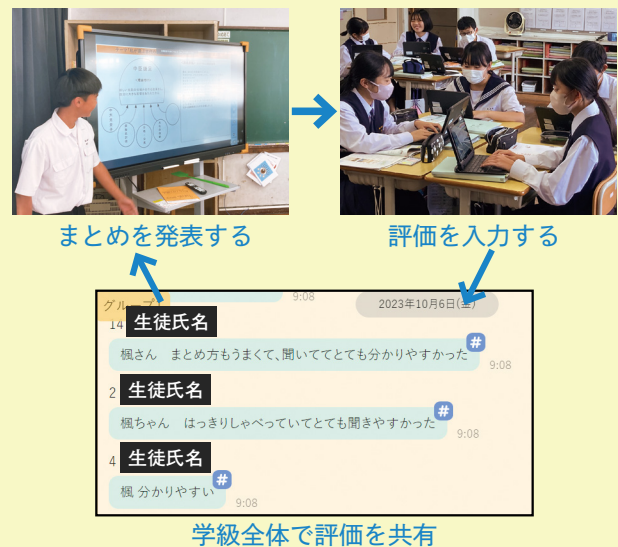 まとめを発表する
評価を入力する
9:08
2023年10月6日(金)
グループ1
14 生徒氏名
楓さん まとめ方もうまくて、聞いててとても分かりやすかった #
9:08
2 生徒氏名
楓ちゃん はっきりしゃべっていてとても聞きやすかった #
9:08
4 生徒氏名
楓 分かりやすい #
9:08
学級全体で評価を共有